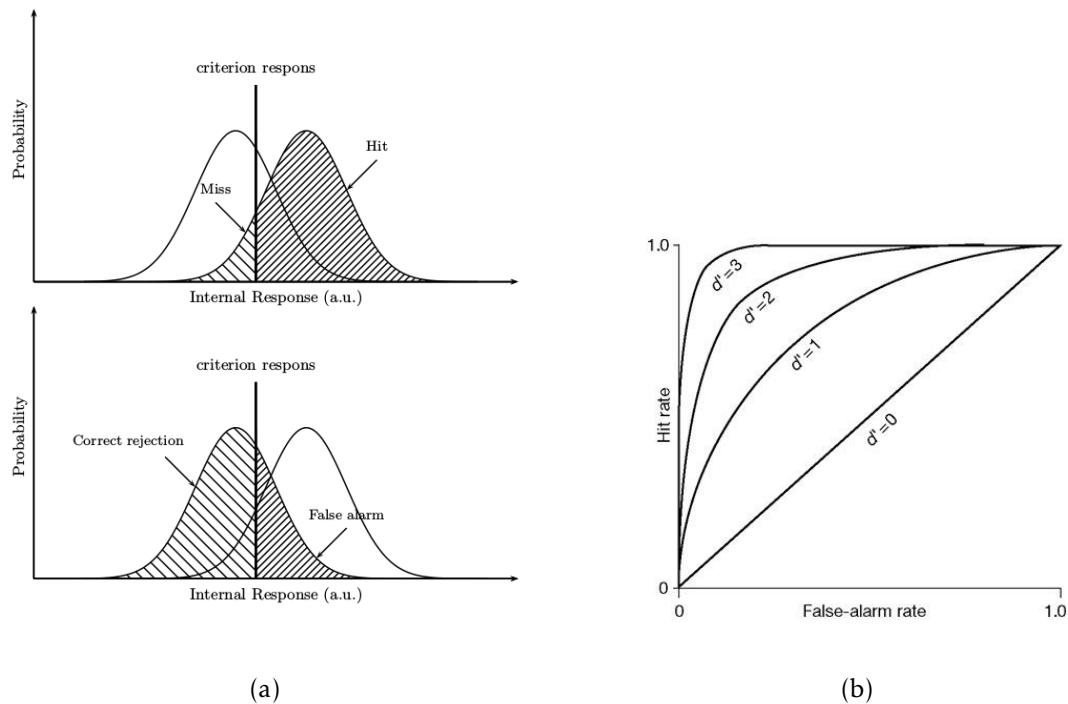 criterion respons
Probability
Hit
Miss
Internal Response (a.u.)
criterion respons
Probability
Correct rejection
False alarm
Internal Response (a.u.)
(a)
1.0
d'=3
d'=2
d'=1
d'=0
Hit rate
0
0
False-alarm rate
1.0
(b)